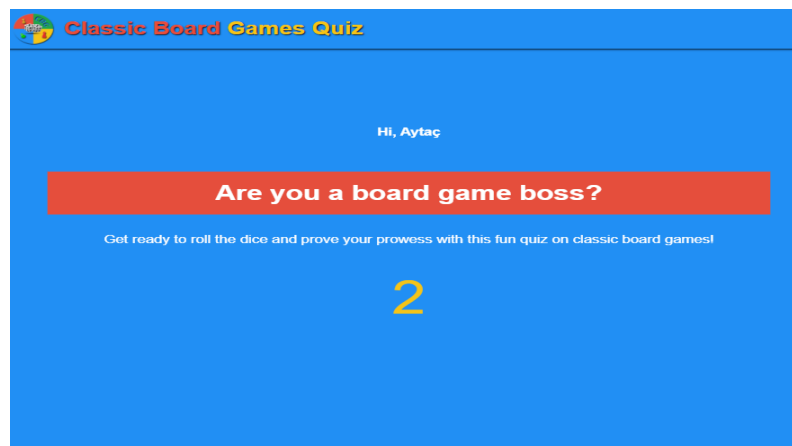 Classic Board Games Quiz
Hi, Aytaç
Are you a board game boss?
Get ready to roll the dice and prove your prowess with this fun quiz on classic board games!
2